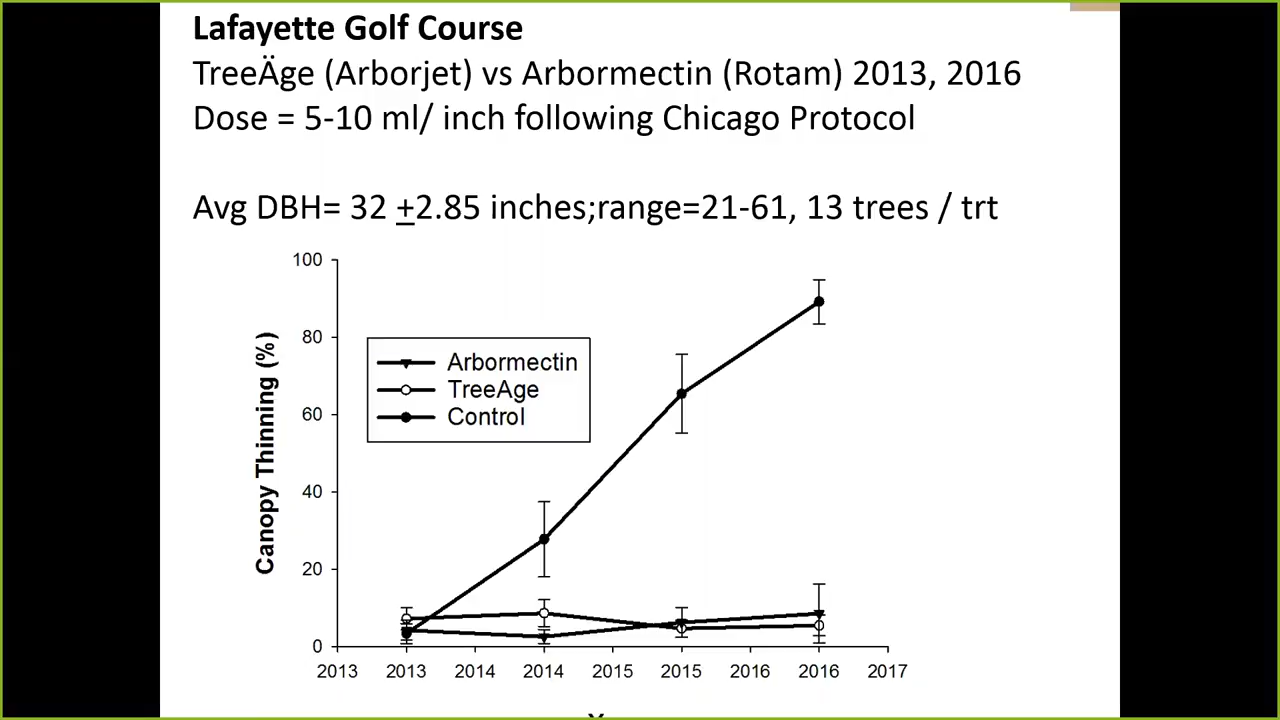 Lafayette Golf Course
TreeÄge (Arborjet) vs Arbormectin (Rotam) 2013, 2016
Dose = 5-10 ml/ inch following Chicago Protocol
Avg DBH= 32 +2.85 inches;range=21-61, 13 trees / trt
100
80
60
40
20
0
Canopy Thinning (%)
Arbormectin
TreeAge
Control
2013 2013 2014 2014 2015 2015 2016 2016 2017